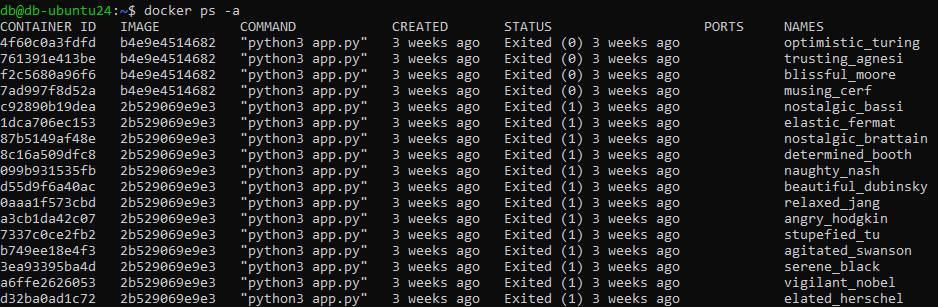 db@db-ubuntu24:~$ docker ps -a
CONTAINER ID   IMAGE          COMMAND            CREATED       STATUS                   PORTS     NAMES
4f60c0a3fdfd   b4e9e4514682   "python3 app.py"   3 weeks ago   Exited (0) 3 weeks ago             optimistic_turing
761391e413be   b4e9e4514682   "python3 app.py"   3 weeks ago   Exited (0) 3 weeks ago             trusting_agnesi
f2c5680a96f6   b4e9e4514682   "python3 app.py"   3 weeks ago   Exited (0) 3 weeks ago             blissful_moore
7ad997f8d52a   b4e9e4514682   "python3 app.py"   3 weeks ago   Exited (0) 3 weeks ago             musing_cerf
c92890b19dea   2b529069e9e3   "python3 app.py"   3 weeks ago   Exited (1) 3 weeks ago             nostalgic_bassi
1dca706ec153   2b529069e9e3   "python3 app.py"   3 weeks ago   Exited (1) 3 weeks ago             elastic_fermat
87b5149af48e   2b529069e9e3   "python3 app.py"   3 weeks ago   Exited (1) 3 weeks ago             nostalgic_brattain
8c16a509dfc8   2b529069e9e3   "python3 app.py"   3 weeks ago   Exited (1) 3 weeks ago             determined_booth
099b931535fb   2b529069e9e3   "python3 app.py"   3 weeks ago   Exited (1) 3 weeks ago             naughty_nash
d55d9f6a40ac   2b529069e9e3   "python3 app.py"   3 weeks ago   Exited (1) 3 weeks ago             beautiful_dubinsky
0aaa1f573cbd   2b529069e9e3   "python3 app.py"   3 weeks ago   Exited (1) 3 weeks ago             relaxed_jang
a3cb1da42c07   2b529069e9e3   "python3 app.py"   3 weeks ago   Exited (1) 3 weeks ago             angry_hodgkin
7337c0ce2fb2   2b529069e9e3   "python3 app.py"   3 weeks ago   Exited (1) 3 weeks ago             stupefied_tu
b749ee18e4f3   2b529069e9e3   "python3 app.py"   3 weeks ago   Exited (1) 3 weeks ago             agitated_swanson
3ea93395ba4d   2b529069e9e3   "python3 app.py"   3 weeks ago   Exited (1) 3 weeks ago             serene_black
a6ffe2626053   2b529069e9e3   "python3 app.py"   3 weeks ago   Exited (1) 3 weeks ago             vigilant_nobel
d32ba0ad1c72   2b529069e9e3   "python3 app.py"   3 weeks ago   Exited (1) 3 weeks ago             elated_herschel